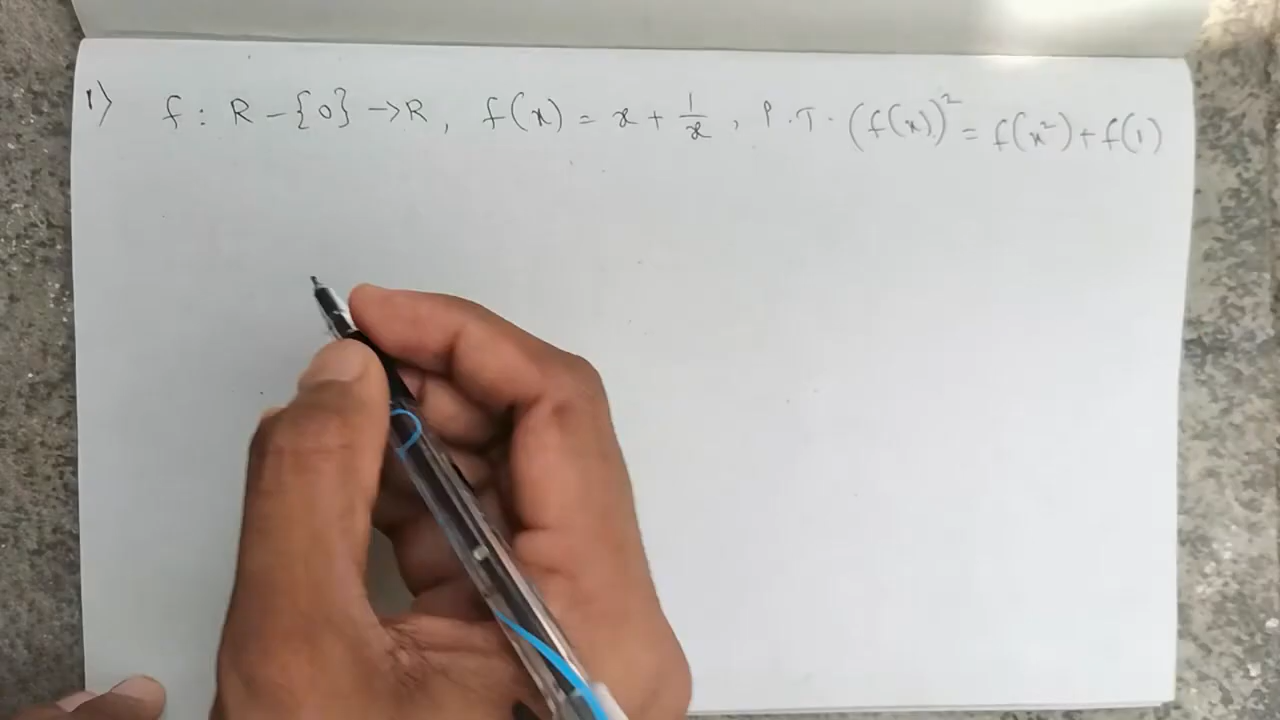 1) f : R - {0} → R, f(x) = x + 1/x, P.T. (f(x))² = f(x²) + f(1)